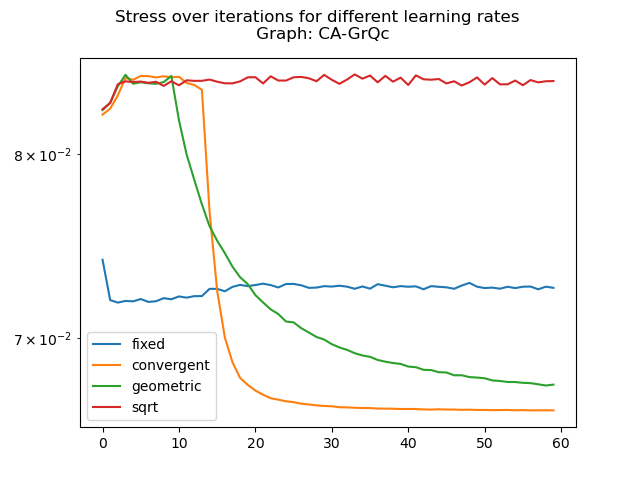 Stress over iterations for different learning rates
Graph: CA-GrQc
8 × 10⁻²
7 × 10⁻²
fixed
convergent
geometric
sqrt
0 10 20 30 40 50 60